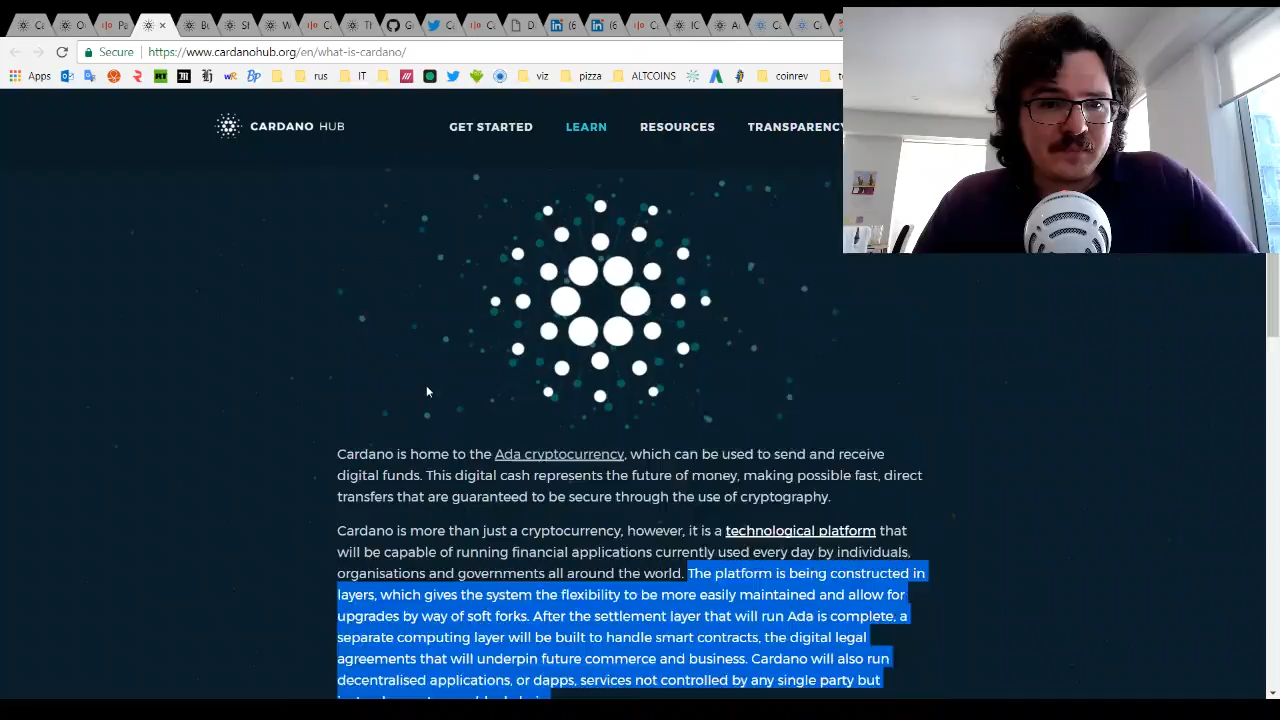 Secure https://www.cardanohub.org/en/what-is-cardano/
Apps rus IT viz pizza ALTCOINS coinrev
CARDANO HUB GET STARTED LEARN RESOURCES TRANSPARENCY
Cardano is home to the Ada cryptocurrency, which can be used to send and receive
digital funds. This digital cash represents the future of money, making possible fast, direct
transfers that are guaranteed to be secure through the use of cryptography.
Cardano is more than just a cryptocurrency, however, it is a technological platform that
will be capable of running financial applications currently used every day by individuals,
organisations and governments all around the world. The platform is being constructed in
layers, which gives the system the flexibility to be more easily maintained and allow for
upgrades by way of soft forks. After the settlement layer that will run Ada is complete, a
separate computing layer will be built to handle smart contracts, the digital legal
agreements that will underpin future commerce and business. Cardano will also run
decentralised applications, or dapps, services not controlled by any single party but